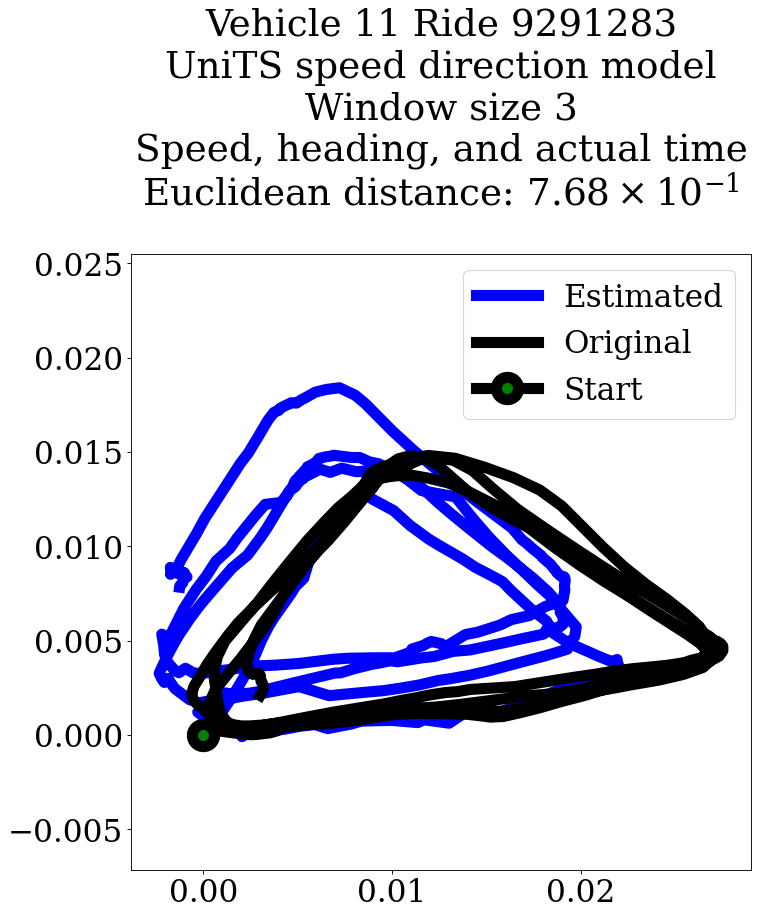 Vehicle 11 Ride 9291283
UniTS speed direction model
Window size 3
Speed, heading, and actual time
Euclidean distance: 7.68 × 10⁻¹
0.025
0.020
0.015
0.010
0.005
0.000
−0.005
Estimated
Original
Start
0.00 0.01 0.02